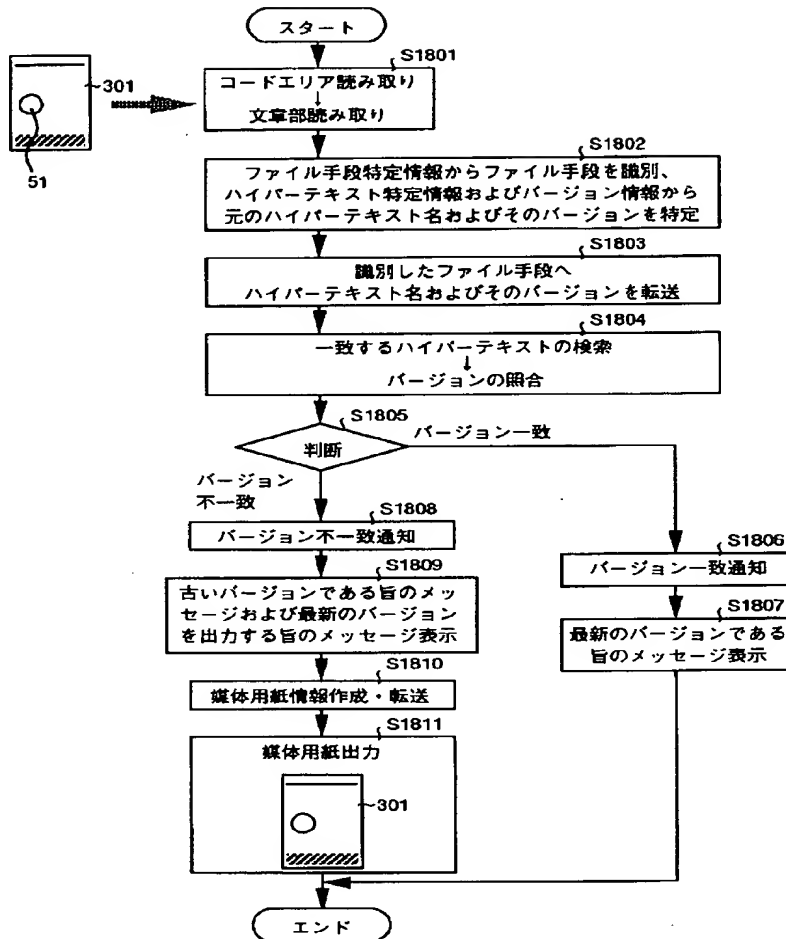 スタート
S1801
301
コードエリア読み取り
↓
文章部読み取り
51
S1802
ファイル手段特定情報からファイル手段を識別、
ハイパーテキスト特定情報およびバージョン情報から
元のハイパーテキスト名およびそのバージョンを特定
S1803
識別したファイル手段へ
ハイパーテキスト名およびそのバージョンを転送
S1804
一致するハイパーテキストの検索
↓
バージョンの照合
S1805
判断
バージョン一致
バージョン
不一致
S1808
バージョン不一致通知
S1806
バージョン一致通知
S1809
古いバージョンである旨のメッ
セージおよび最新のバージョン
を出力する旨のメッセージ表示
S1807
最新のバージョンである
旨のメッセージ表示
S1810
媒体用紙情報作成・転送
S1811
媒体用紙出力
301
エンド